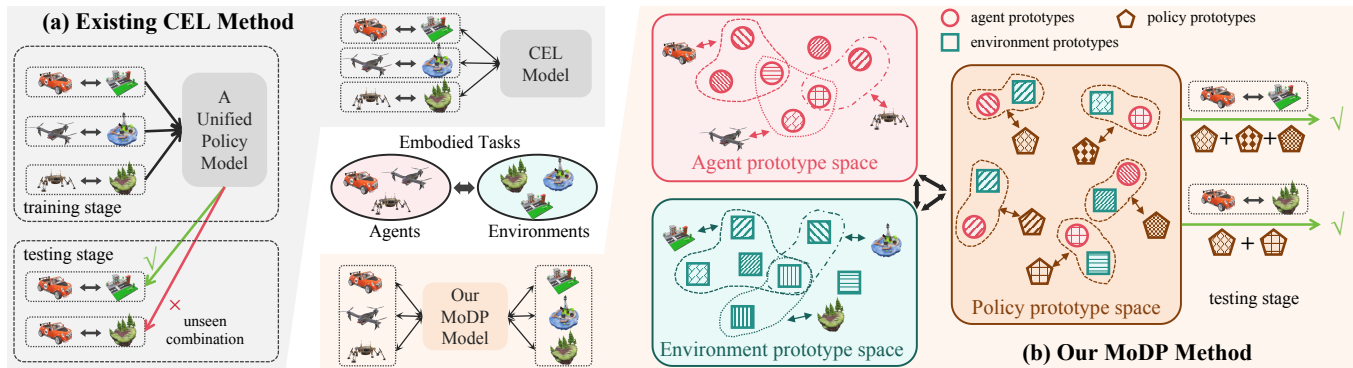 (a) Existing CEL Method
A
Unified
Policy
Model
training stage
testing stage
√
×
unseen
combination
CEL
Model
Embodied Tasks
Agents
Environments
Our
MoDP
Model
agent prototypes
policy prototypes
environment prototypes
Agent prototype space
Environment prototype space
Policy prototype space
+ +
√
+
√
testing stage
(b) Our MoDP Method